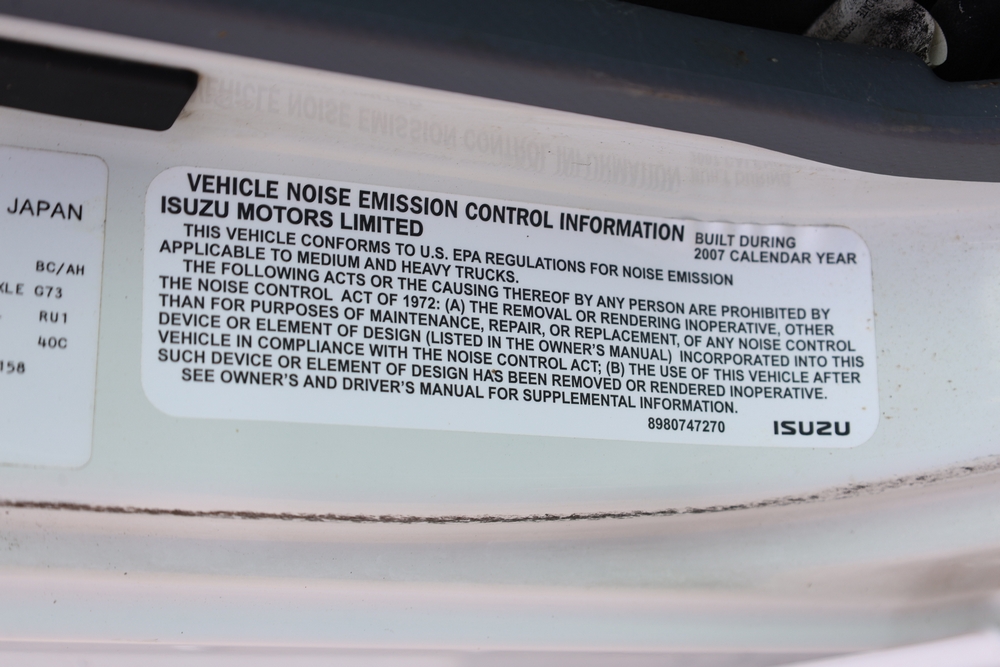 JAPAN
BC/AH
G73
RU1
40C
158
VEHICLE NOISE EMISSION CONTROL INFORMATION
ISUZU MOTORS LIMITED
BUILT DURING
2007 CALENDAR YEAR
THIS VEHICLE CONFORMS TO U.S. EPA REGULATIONS FOR NOISE EMISSION
APPLICABLE TO MEDIUM AND HEAVY TRUCKS.
THE FOLLOWING ACTS OR THE CAUSING THEREOF BY ANY PERSON ARE PROHIBITED BY
THE NOISE CONTROL ACT OF 1972: (A) THE REMOVAL OR RENDERING INOPERATIVE, OTHER
THAN FOR PURPOSES OF MAINTENANCE, REPAIR, OR REPLACEMENT, OF ANY NOISE CONTROL
DEVICE OR ELEMENT OF DESIGN (LISTED IN THE OWNER'S MANUAL) INCORPORATED INTO THIS
VEHICLE IN COMPLIANCE WITH THE NOISE CONTROL ACT; (B) THE USE OF THIS VEHICLE AFTER
SUCH DEVICE OR ELEMENT OF DESIGN HAS BEEN REMOVED OR RENDERED INOPERATIVE.
SEE OWNER'S AND DRIVER'S MANUAL FOR SUPPLEMENTAL INFORMATION.
8980747270
ISUZU